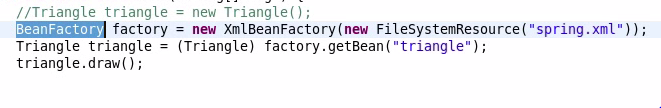 //Triangle triangle = new Triangle();
BeanFactory factory = new XmlBeanFactory(new FileSystemResource("spring.xml"));
Triangle triangle = (Triangle) factory.getBean("triangle");
triangle.draw();